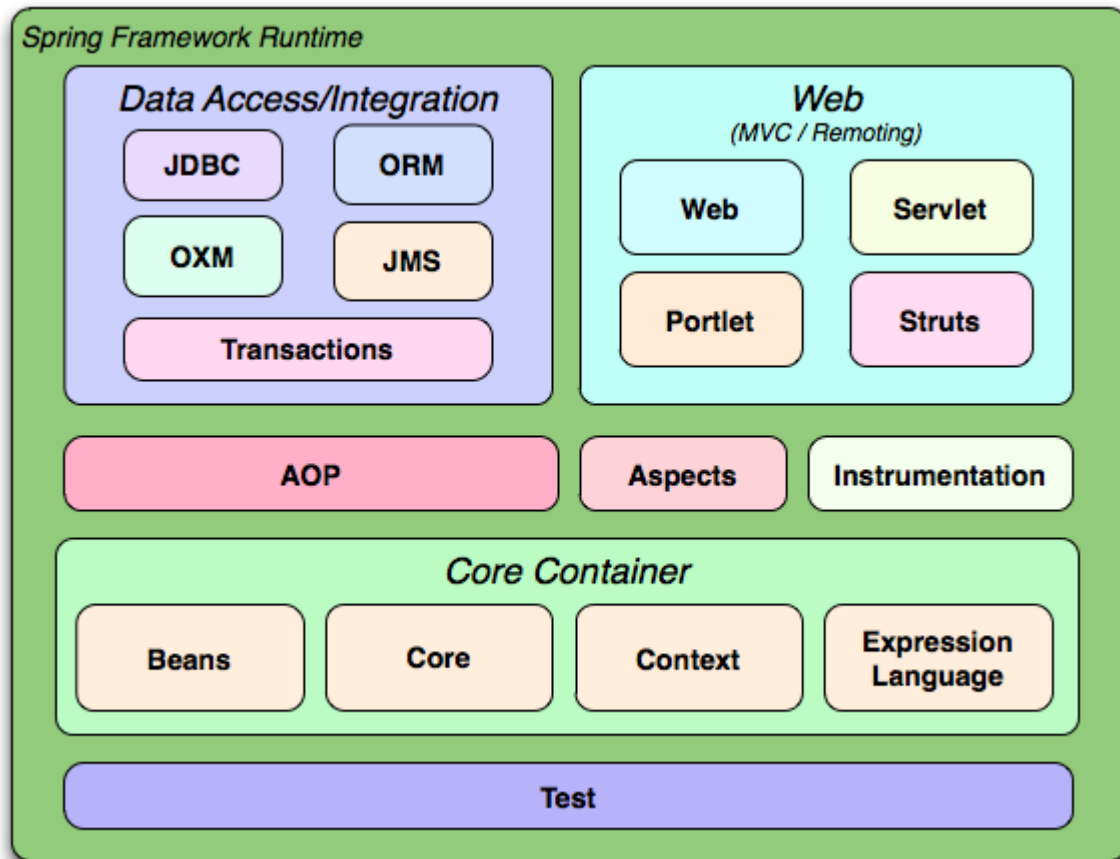 Spring Framework Runtime
Data Access/Integration
JDBC
ORM
OXM
JMS
Transactions
Web
(MVC / Remoting)
Web
Servlet
Portlet
Struts
AOP
Aspects
Instrumentation
Core Container
Beans
Core
Context
Expression
Language
Test